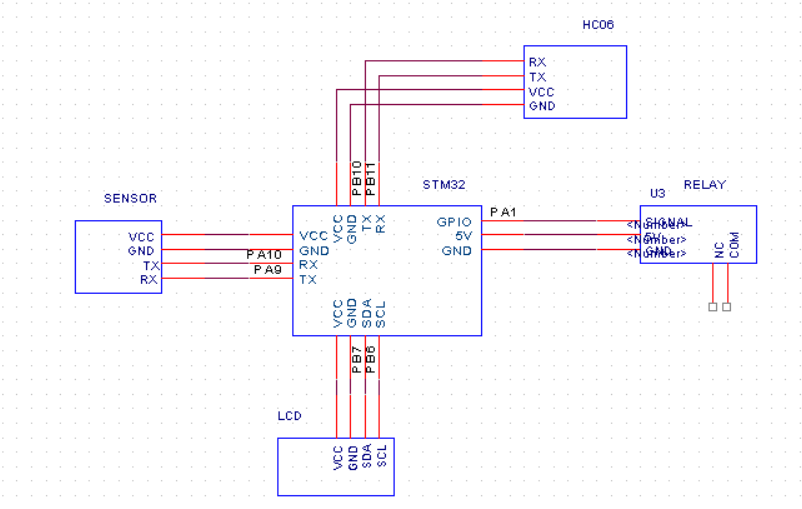 HC06
RX
TX
VCC
GND
PB10
PB11
STM32
VCC
GND
TX
RX
GPIO
5V
GND
PA1
U3
RELAY
SIGNAL
<Number>
5V
<Number>
GND
<Number>
NC
COM
SENSOR
VCC
GND
TX
RX
PA10
PA9
VCC
GND
RX
TX
VCC
GND
SDA
SCL
PB7
PB6
LCD
VCC
GND
SDA
SCL